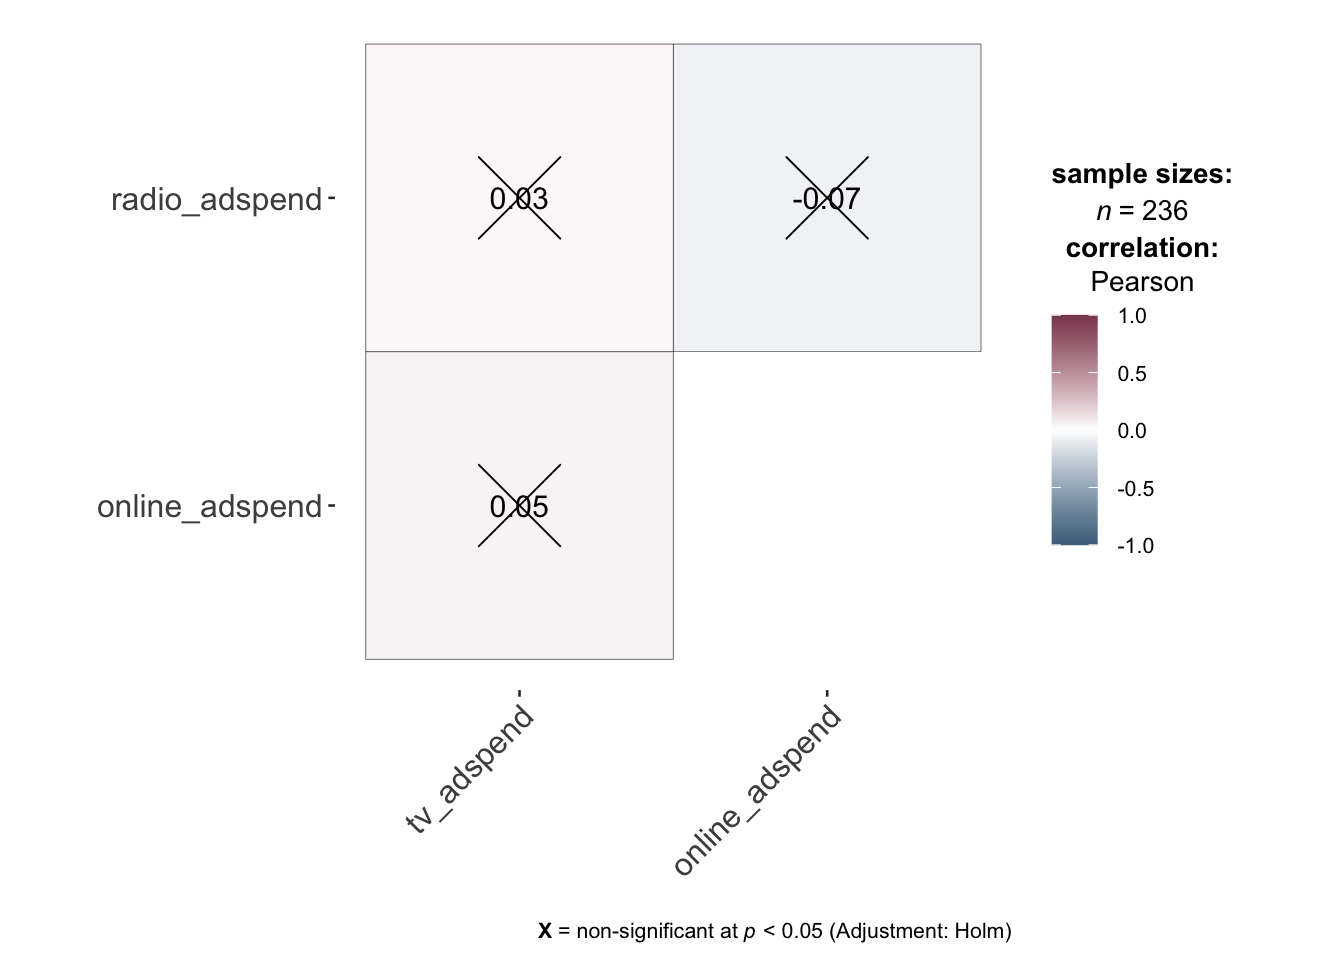 radio_adspend
0.03
-0.07
online_adspend
0.05
tv_adspend
online_adspend
sample sizes:
n = 236
correlation:
Pearson
1.0
0.5
0.0
-0.5
-1.0
X = non-significant at p < 0.05 (Adjustment: Holm)